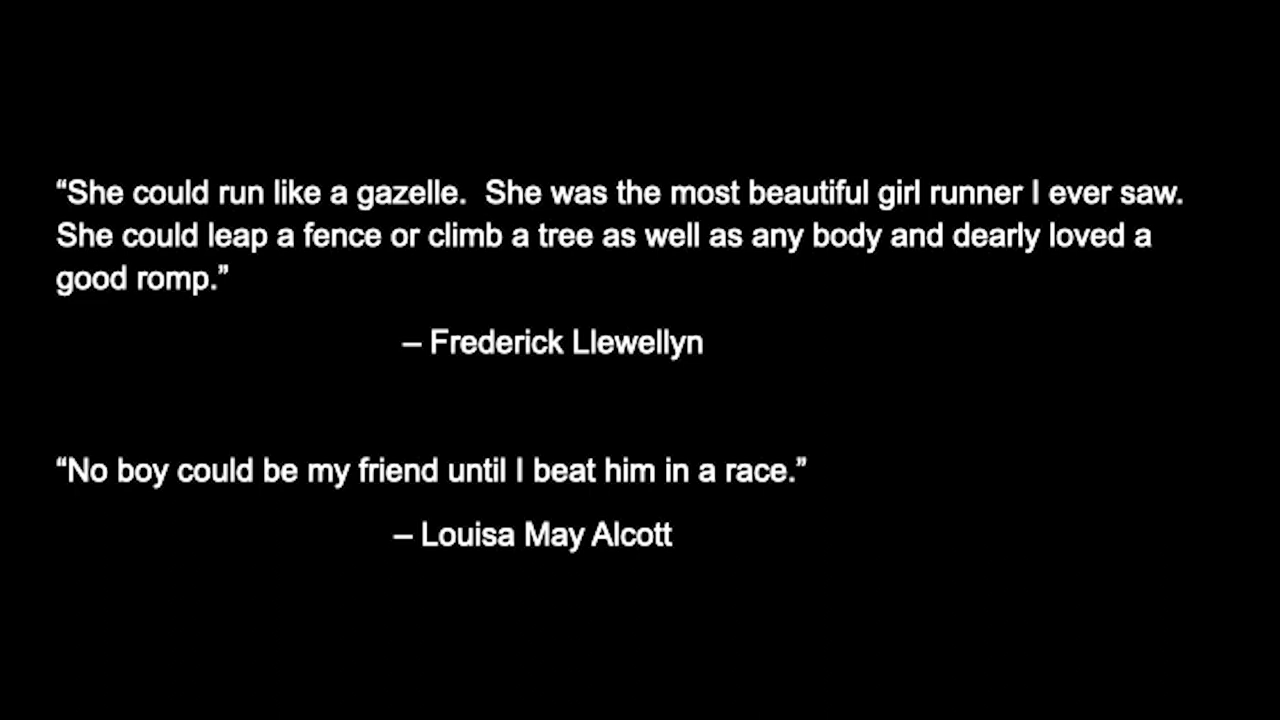 “She could run like a gazelle.  She was the most beautiful girl runner I ever saw.
She could leap a fence or climb a tree as well as any body and dearly loved a
good romp.”
– Frederick Llewellyn
“No boy could be my friend until I beat him in a race.”
– Louisa May Alcott